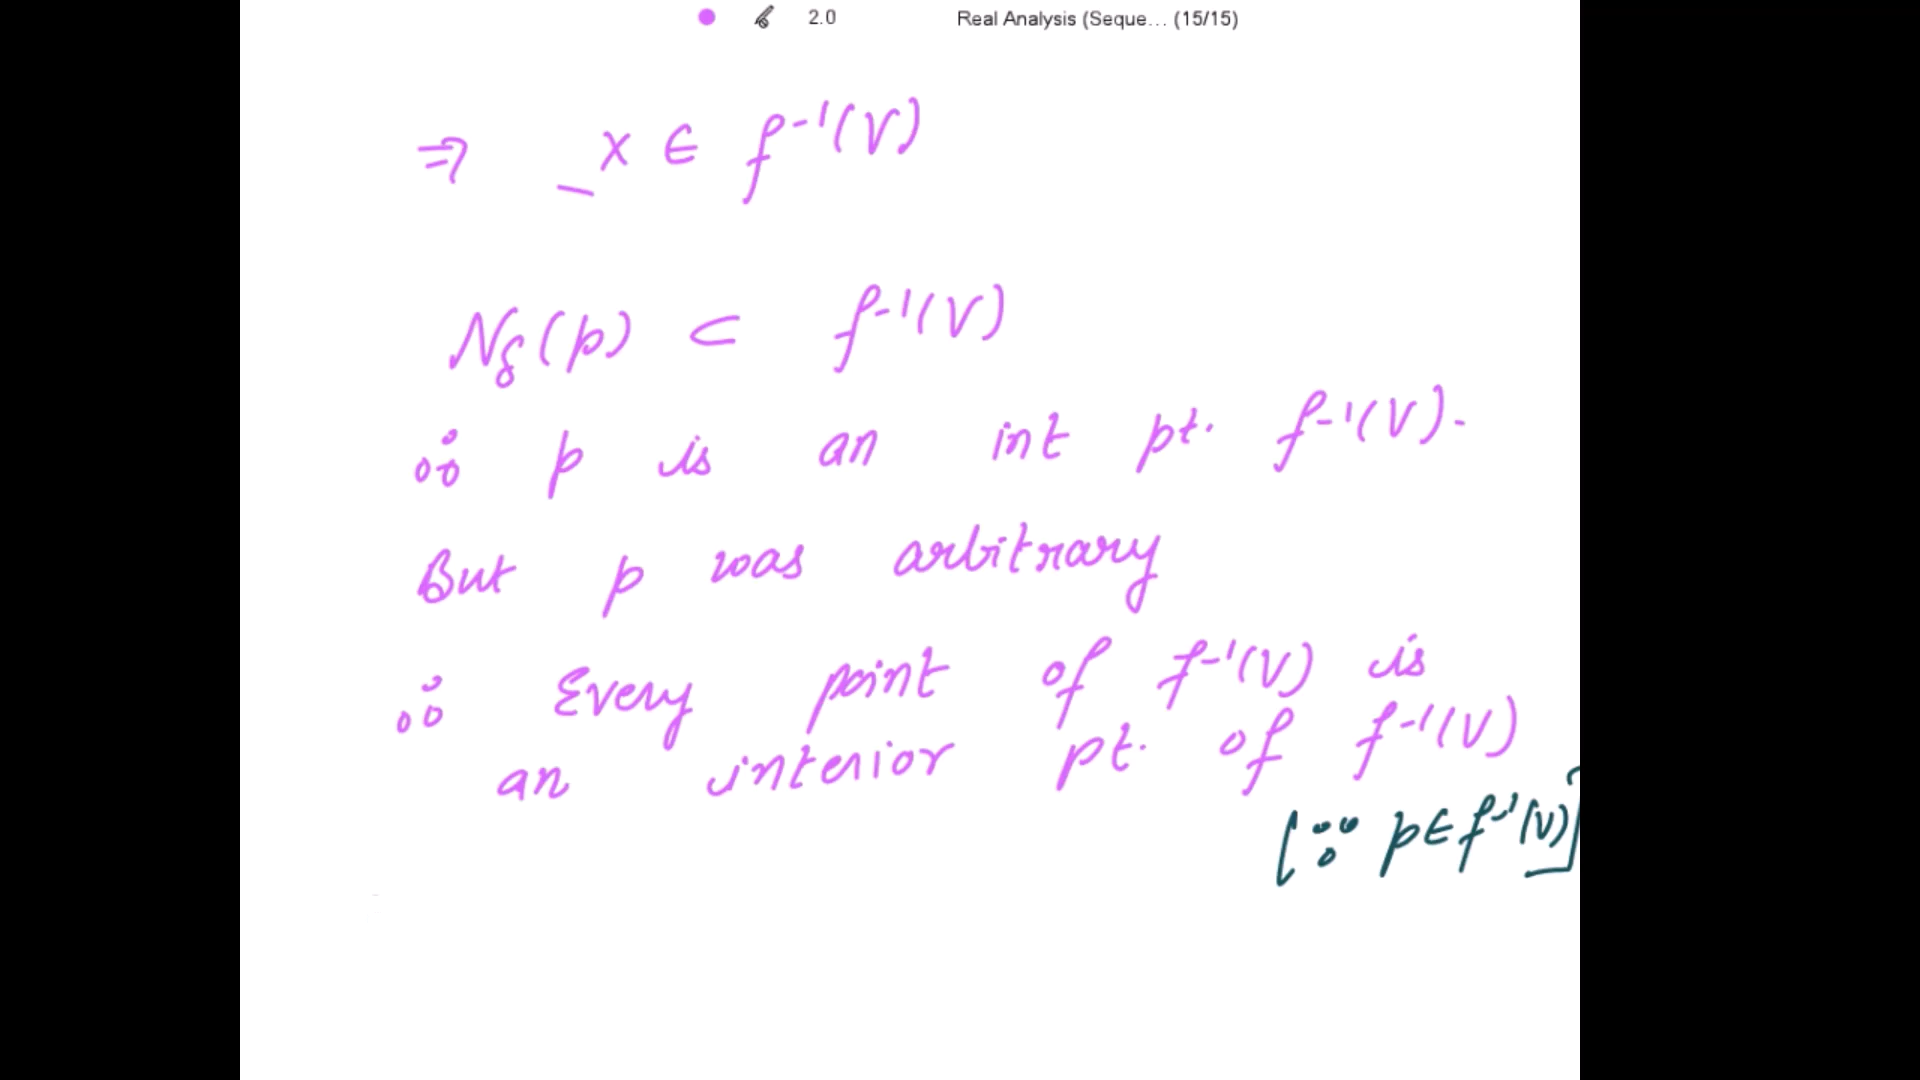 2.0 Real Analysis (Seque... (15/15)
⇒ _x ∈ f⁻¹(V)
N_δ(p) ⊂ f⁻¹(V)
∴ p is an int pt. f⁻¹(V).
But p was arbitrary
∴ Every point of f⁻¹(V) is
an interior pt. of f⁻¹(V)
[∵ p∈f⁻¹(V)]